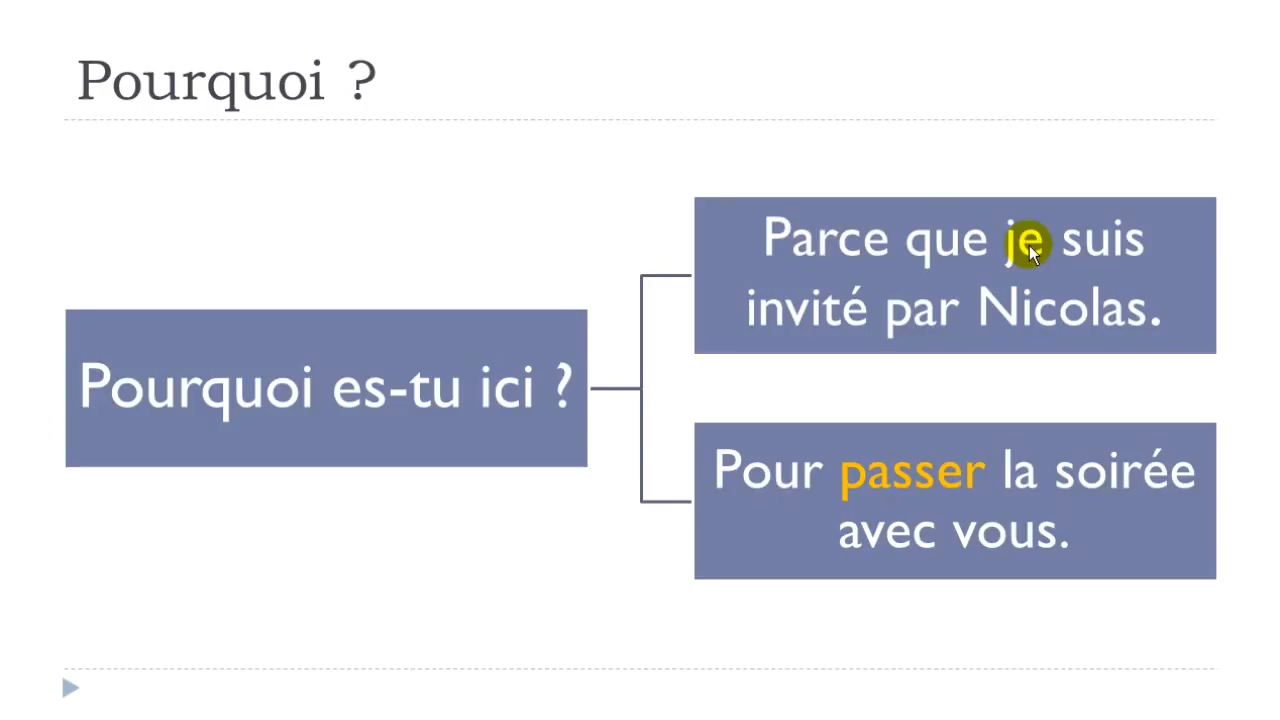 Pourquoi ?
Pourquoi es-tu ici ?
Parce que je suis
invité par Nicolas.
Pour passer la soirée
avec vous.